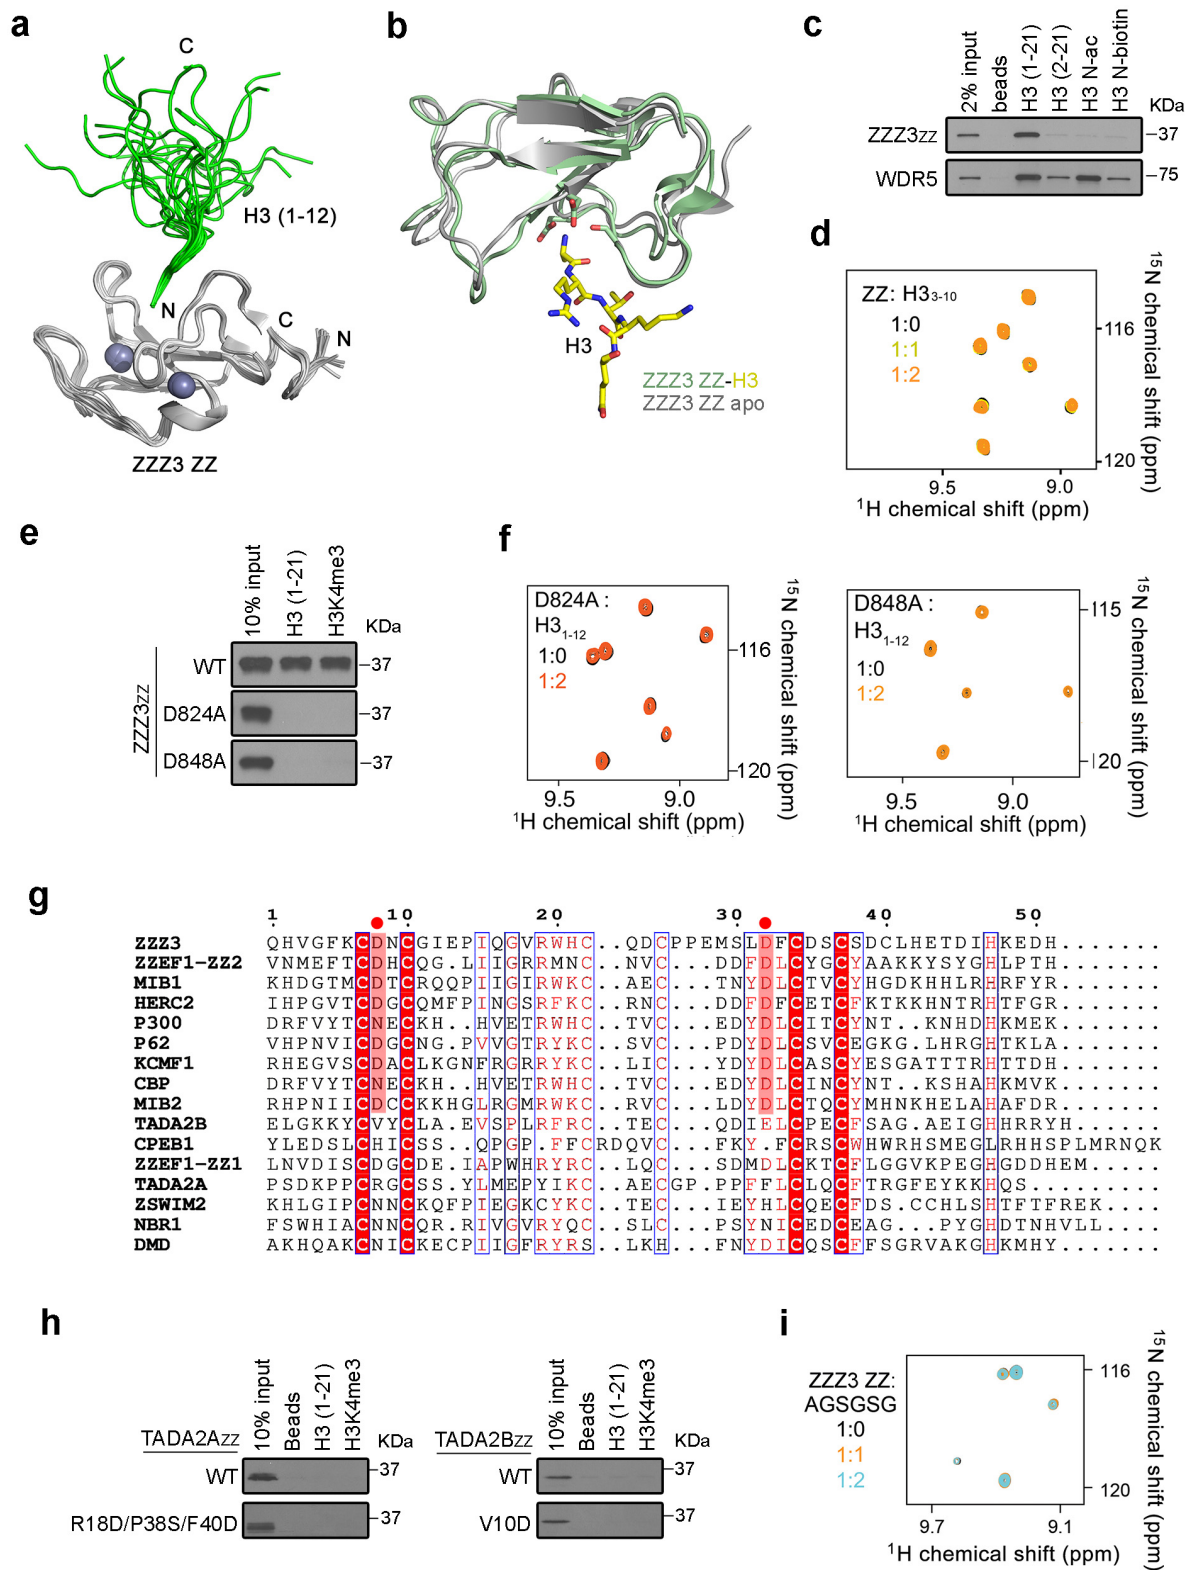 a
C
H3 (1-12)
N
C
N
ZZZ3 ZZ
b
H3
ZZZ3 ZZ-H3
ZZZ3 ZZ apo
c
2% input
beads
H3 (1-21)
H3 (2-21)
H3 N-ac
H3 N-biotin
KDa
ZZZ3zz
–37
WDR5
–75
d
ZZ: H3₃₋₁₀
1:0
1:1
1:2
116
120
9.5
9.0
¹H chemical shift (ppm)
¹⁵N chemical shift (ppm)
e
10% input
H3 (1-21)
H3K4me3
KDa
ZZZ3zz
WT
–37
D824A
–37
D848A
–37
f
D824A :
H3₁₋₁₂
1:0
1:2
116
120
9.5
9.0
¹H chemical shift (ppm)
¹⁵N chemical shift (ppm)
D848A :
H3₁₋₁₂
1:0
1:2
115
120
9.5
9.0
¹H chemical shift (ppm)
¹⁵N chemical shift (ppm)
g
1 10 20 30 40 50
ZZZ3 QHVGFKCDNCGIEPIQGVRWHC..QDCPPEMSLDFCDSCSDCLHETDIHKEDH.......
ZZEF1-ZZ2 VNMEFTCDHCQG.LIIGRRMNC..NVC...DDFDLCYGCYAAKKYSYGHLPTH.......
MIB1 KHDGTMCDTCRQQPIIGIRWKC..AEC...TNYDLCTVCYHGDKHHLRHRFYR.......
HERC2 IHPGVTCDGCQMFPINGSRFKC..RNC...DDFDFCETCFKTKKHNTRHTFGR.......
P300 DRFVYTCNECKH..HVETRWHC..TVC...EDYDLCITCYNT..KNHDHKMEK.......
P62 VHPNVICDGCNG.PVVGTRYKC..SVC...PDYDLCSVCEGKG.LHRGHTKLA.......
KCMF1 RHEGVSCDACLKGNFRGRRYKC..LIC...YDYDLCASCYESGATTTRHTTDH.......
CBP DRFVYTCNECKH..HVETRWHC..TVC...EDYDLCINCYNT..KSHAHKMVK.......
MIB2 RHPNIICDCCKKHGLRGMRWKC..RVC...LDYDLCTQCYMHNKHELAHAFDR.......
TADA2B ELGKKYCVYCLA.EVSPLRFRC..TEC...QDIELCPECFSAGAEIGHHRRYH.......
CPEB1 YLEDSLCHICSS..QPGP.FFCRDQVC...FKY.FCRSCWHWRHSMEGLRHHSPLMRNQK
ZZEF1-ZZ1 LNVDISCDGCDE.IAPWHRYRC..LQC...SDMDLCKTCFLGGVKPEGHGDDHEM.....
TADA2A PSDKPPCRGCSS.YLMEPYIKC..AECGP.PPFFLCLQCFTRGFEYKKHQS.........
ZSWIM2 KHLGIPCNNCKQFPIEGKCYKC..TEC...IEYHLCEDCFDS.CCHLSHTFTFREK....
NBR1 FSWHIACNNCQR.RIVGVRYQC..SLC...PSYNICEDCEAG...PYGHDTNHVLL....
DMD AKHQAKCNICKECPIIGFRYRS..LKH...FNYDICQSCFFSGRVAKGHKMHY.......
h
10% input
Beads
H3 (1-21)
H3K4me3
KDa
TADA2Azz
WT
–37
R18D/P38S/F40D
–37
10% input
Beads
H3 (1-21)
H3K4me3
KDa
TADA2Bzz
WT
–37
V10D
–37
i
ZZZ3 ZZ:
AGSGSG
1:0
1:1
1:2
116
120
9.7
9.1
¹H chemical shift (ppm)
¹⁵N chemical shift (ppm)